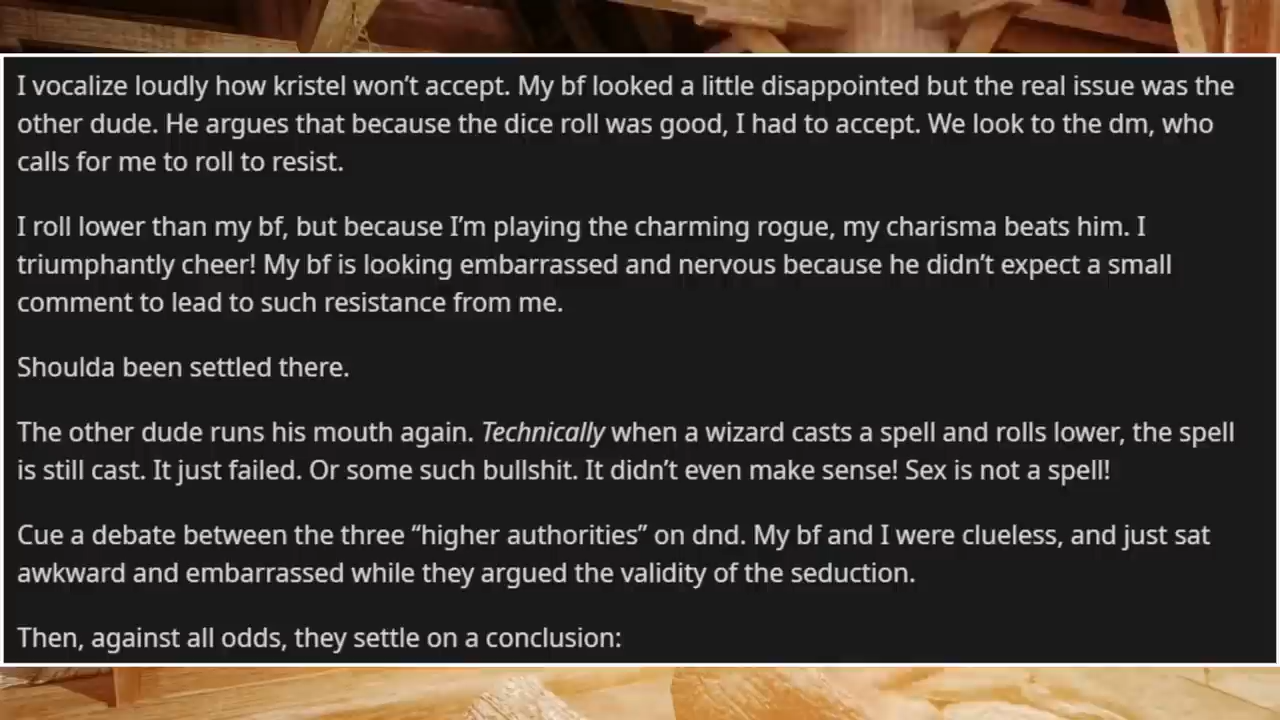 I vocalize loudly how kristel won’t accept. My bf looked a little disappointed but the real issue was the
other dude. He argues that because the dice roll was good, I had to accept. We look to the dm, who
calls for me to roll to resist.
I roll lower than my bf, but because I’m playing the charming rogue, my charisma beats him. I
triumphantly cheer! My bf is looking embarrassed and nervous because he didn’t expect a small
comment to lead to such resistance from me.
Shoulda been settled there.
The other dude runs his mouth again. Technically when a wizard casts a spell and rolls lower, the spell
is still cast. It just failed. Or some such bullshit. It didn’t even make sense! Sex is not a spell!
Cue a debate between the three “higher authorities” on dnd. My bf and I were clueless, and just sat
awkward and embarrassed while they argued the validity of the seduction.
Then, against all odds, they settle on a conclusion: